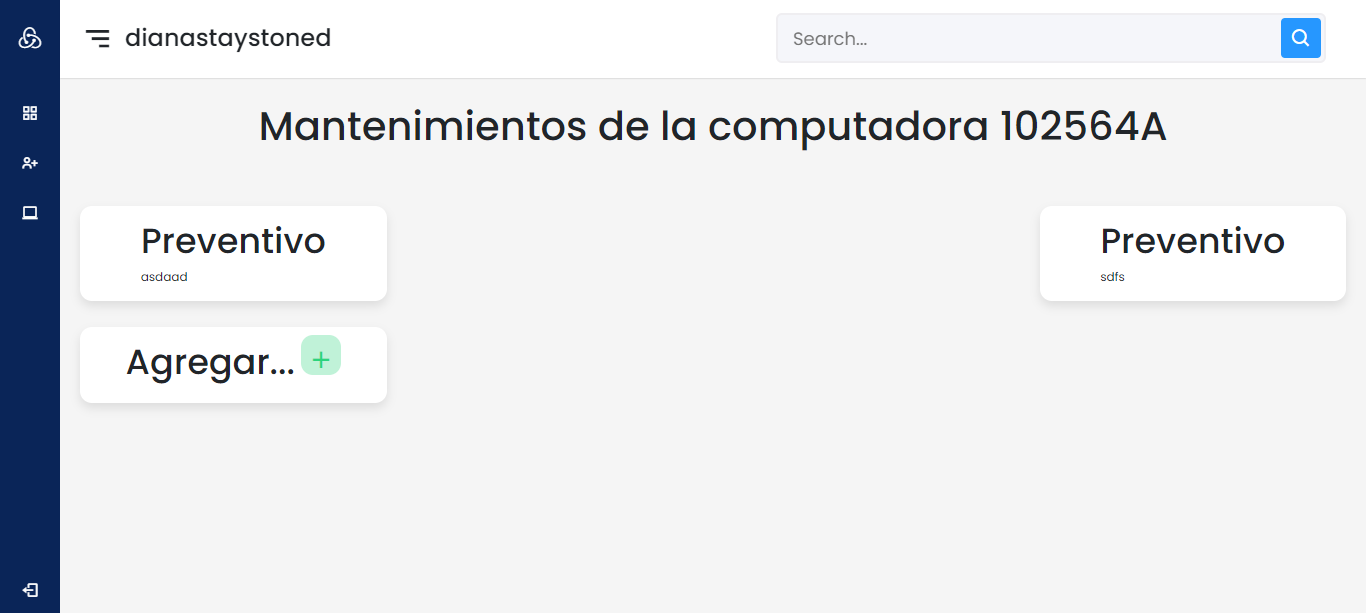 dianastaystoned
Search...
Mantenimientos de la computadora 102564A
Preventivo
asdaad
Preventivo
sdfs
Agregar... +